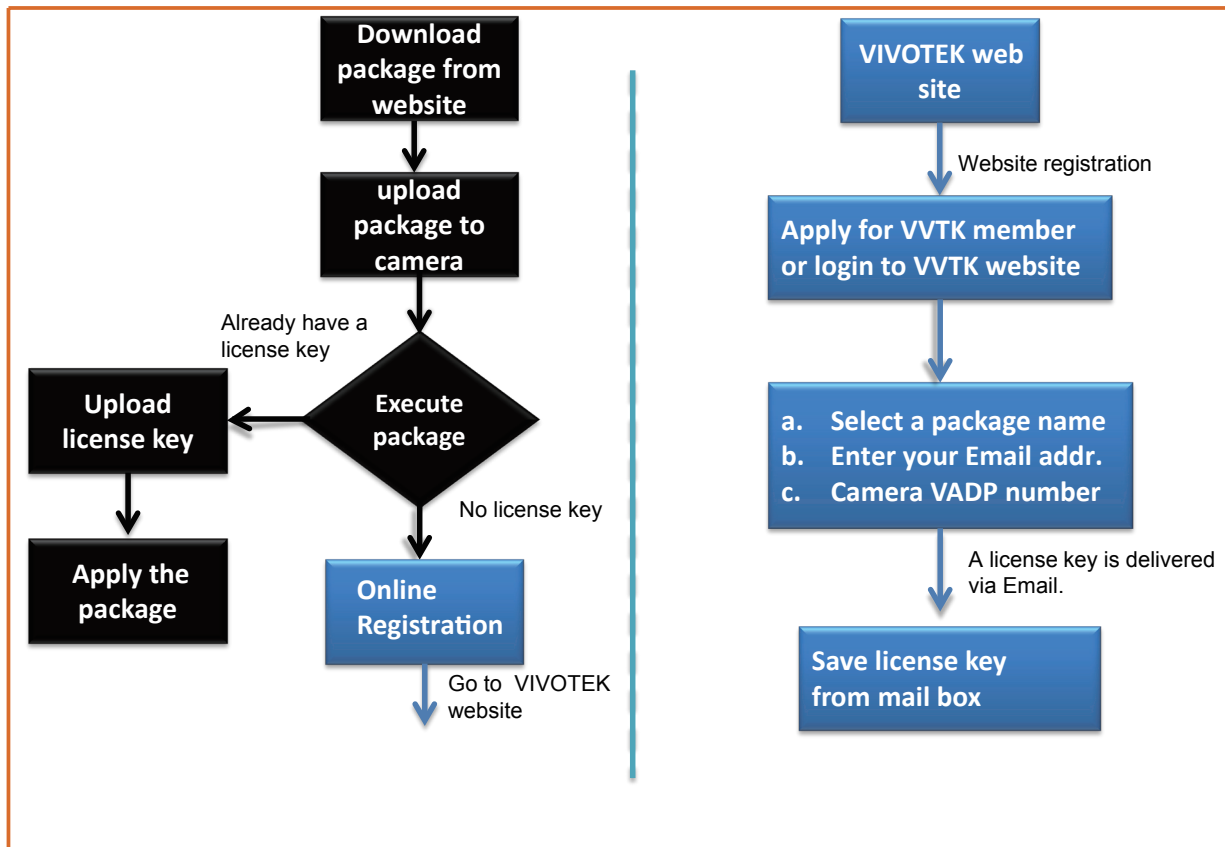 Download
package from
website
upload
package to
camera
Already have a
license key
Execute
package
Upload
license key
Apply the
package
No license key
Online
Registration
Go to  VIVOTEK
website
VIVOTEK web
site
Website registration
Apply for VVTK member
or login to VVTK website
a. Select a package name
b. Enter your Email addr.
c. Camera VADP number
A license key is delivered
via Email.
Save license key
from mail box